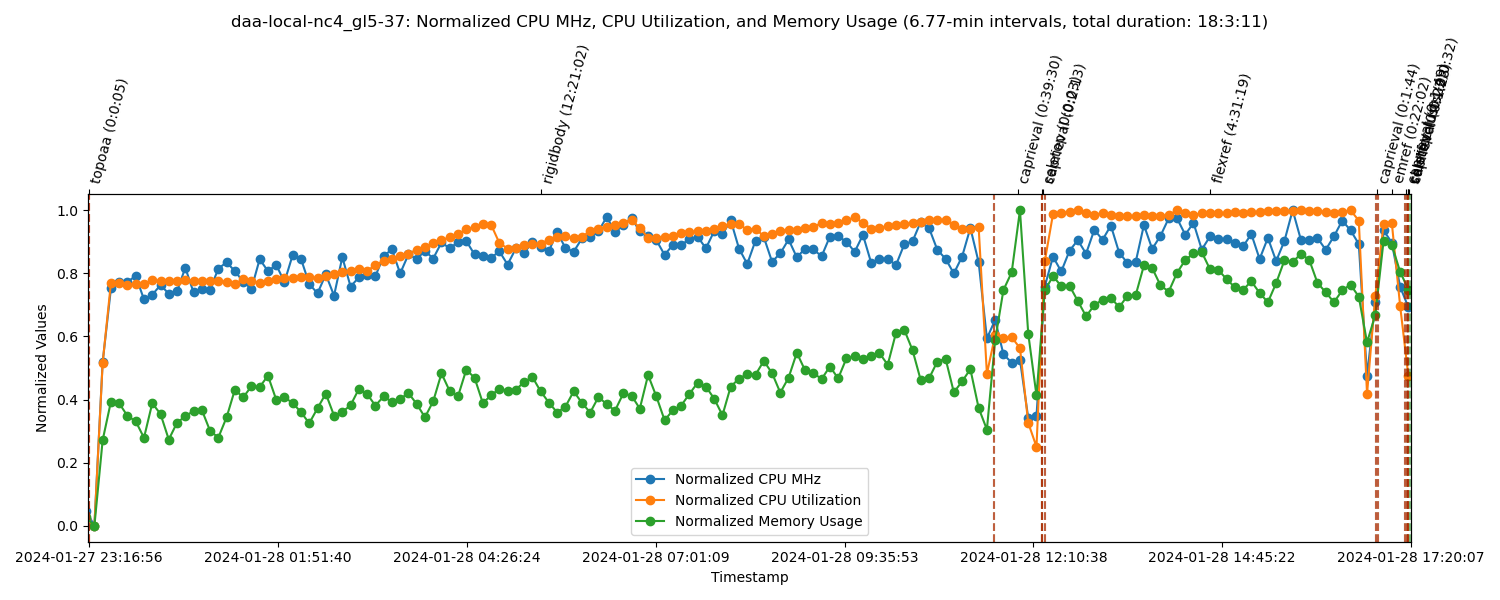 daa-local-nc4_gl5-37: Normalized CPU MHz, CPU Utilization, and Memory Usage (6.77-min intervals, total duration: 18:3:11)
topoaa (0:0:05)
rigidbody (12:21:02)
caprieval (0:39:30)
flexref (4:31:19)
caprieval (0:1:44)
emref (0:22:02)
1.0
0.8
0.6
0.4
0.2
0.0
Normalized Values
Normalized CPU MHz
Normalized CPU Utilization
Normalized Memory Usage
2024-01-27 23:16:56
2024-01-28 01:51:40
2024-01-28 04:26:24
2024-01-28 07:01:09
2024-01-28 09:35:53
2024-01-28 12:10:38
2024-01-28 14:45:22
2024-01-28 17:20:07
Timestamp